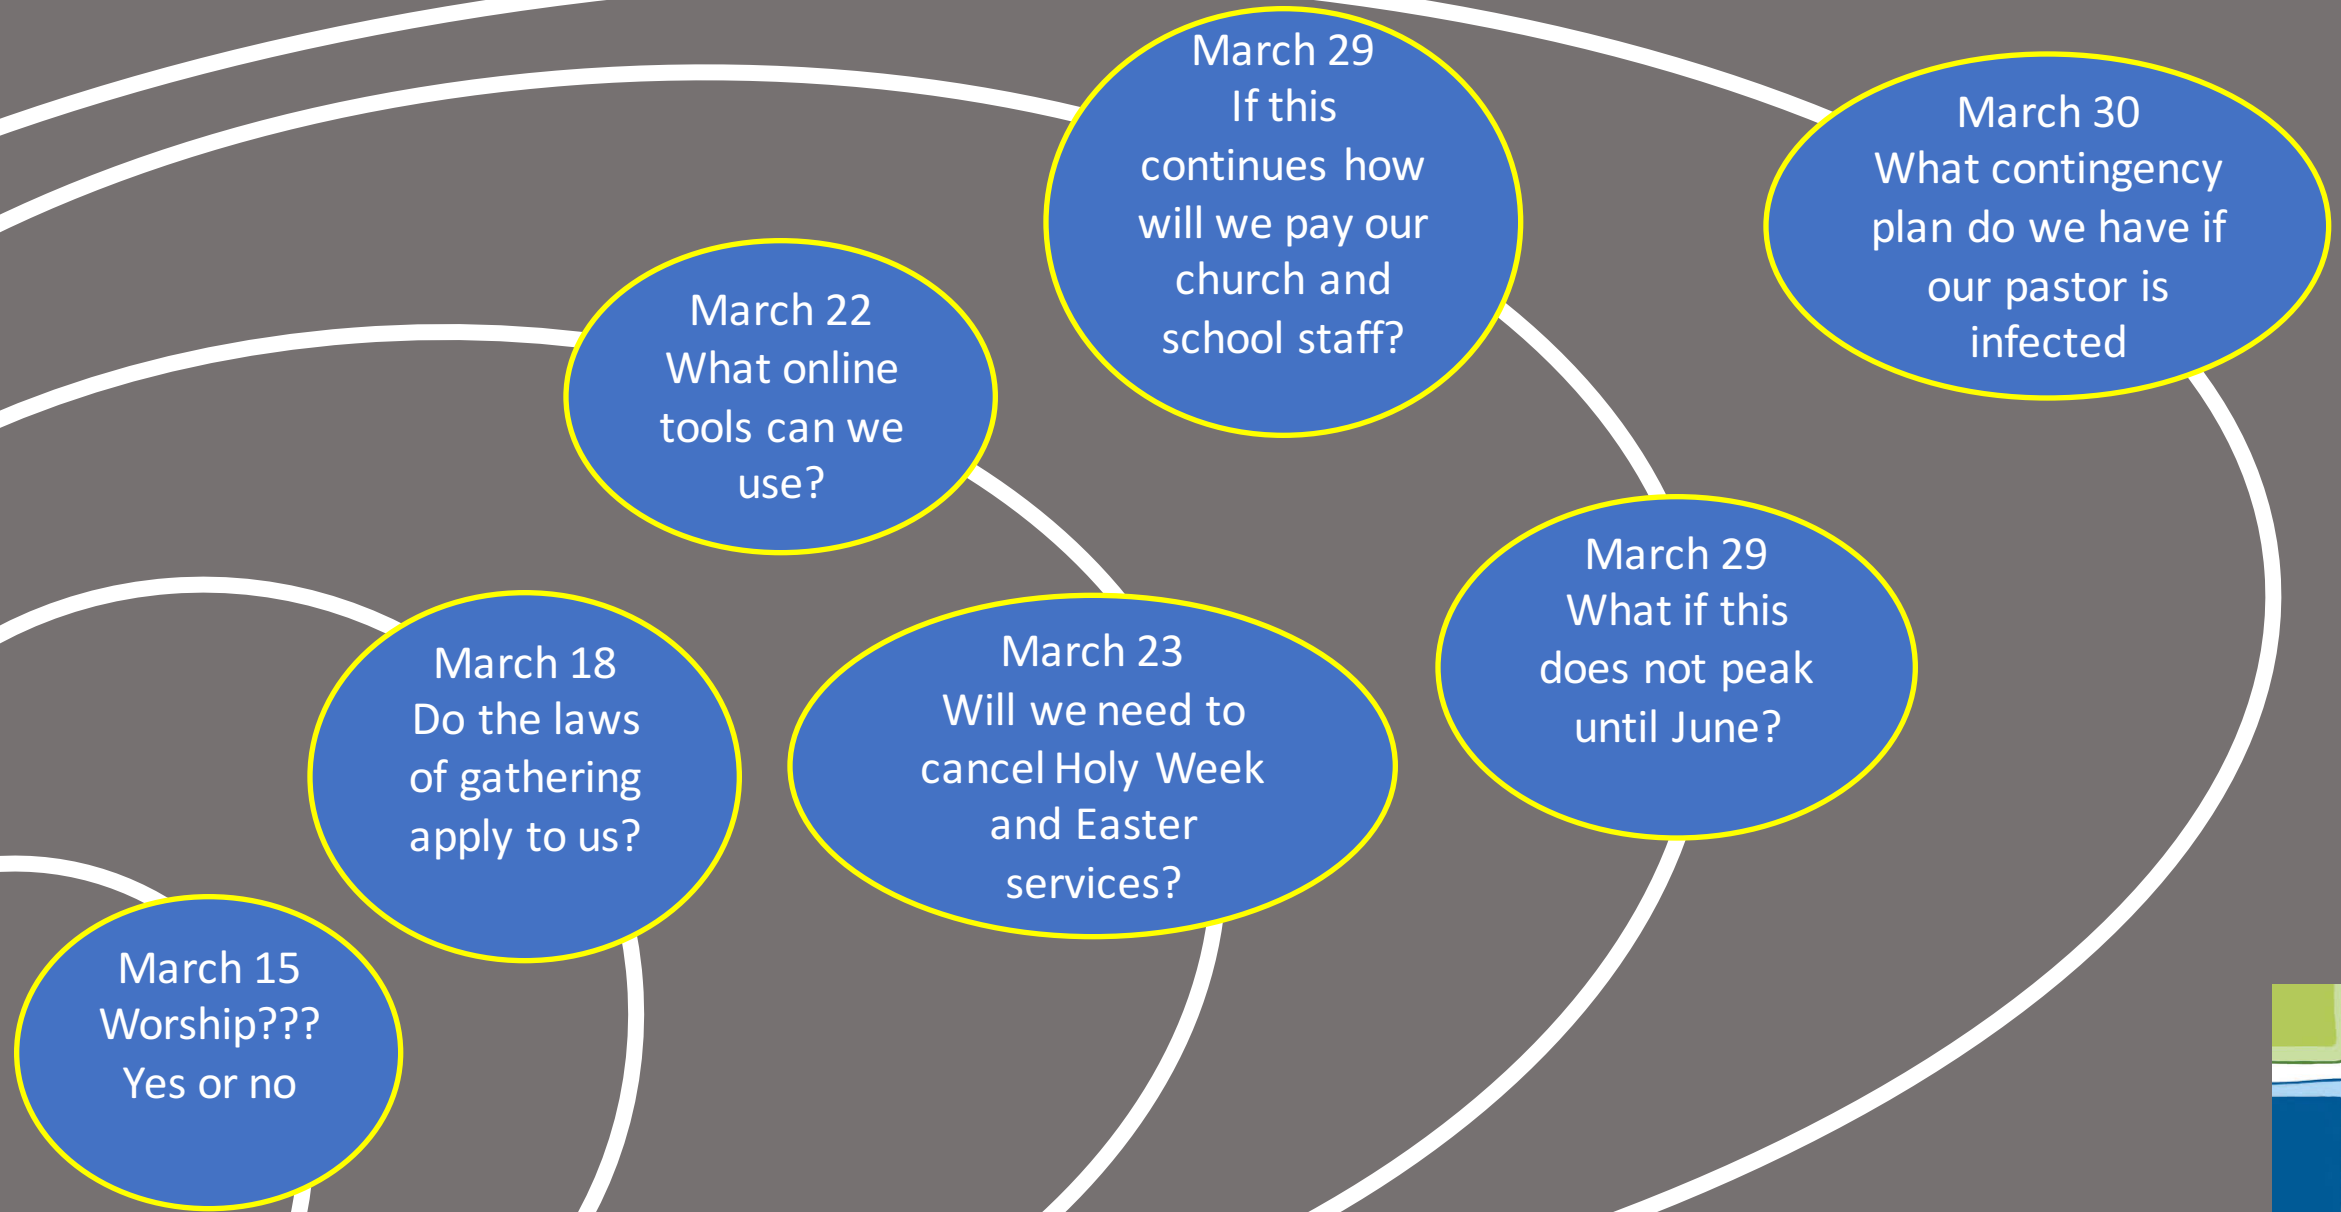 March 29
If this
continues how
will we pay our
church and
school staff?
March 30
What contingency
plan do we have if
our pastor is
infected
March 22
What online
tools can we
use?
March 29
What if this
does not peak
until June?
March 18
Do the laws
of gathering
apply to us?
March 23
Will we need to
cancel Holy Week
and Easter
services?
March 15
Worship???
Yes or no